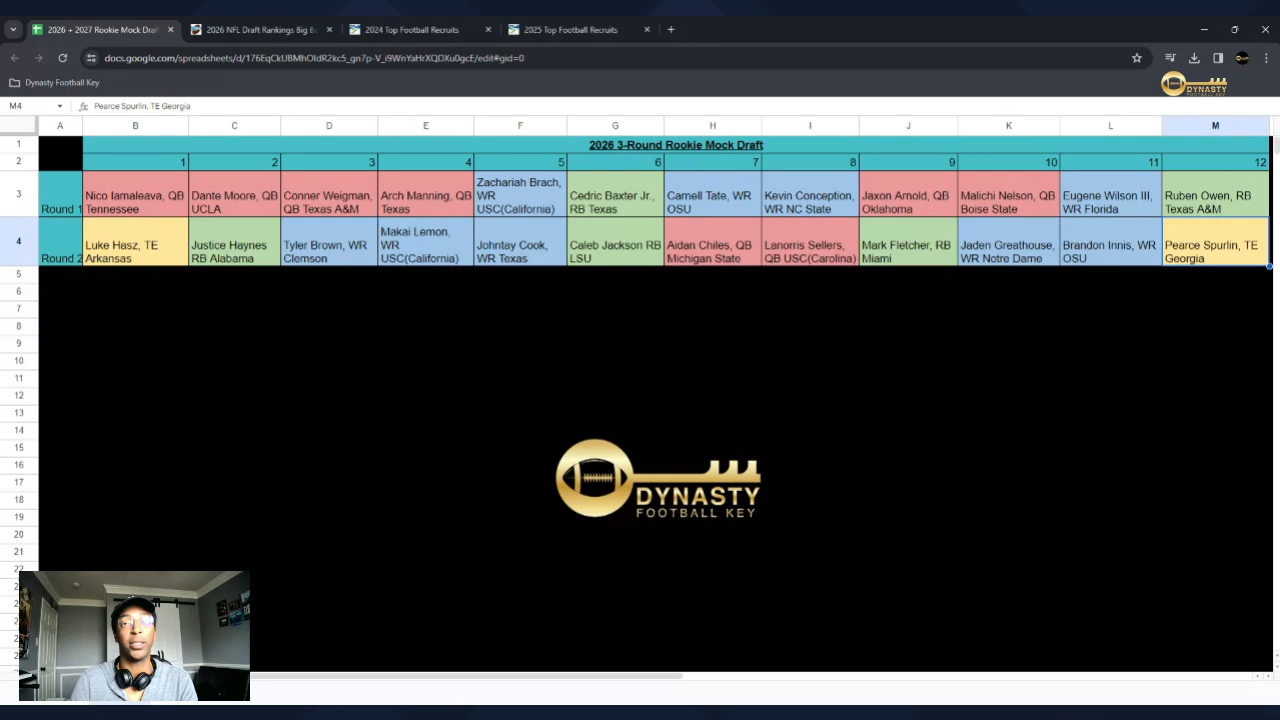 2026 + 2027 Rookie Mock Draf
2026 NFL Draft Rankings Big B
2024 Top Football Recruits
2025 Top Football Recruits
docs.google.com/spreadsheets/d/176EqCkU8MhOIdR2kc5_gn7p-V_i9WnYaHrXQDXu0gcE/edit#gid=0
Dynasty Football Key
DYNASTY
FOOTBALL KEY
M4
Pearce Spurlin, TE Georgia
A B C D E F G H I J K L M
1 2026 3-Round Rookie Mock Draft
2 1 2 3 4 5 6 7 8 9 10 11 12
3
Round 1
Nico Iamaleava, QB
Tennessee
Dante Moore, QB
UCLA
Conner Weigman,
QB Texas A&M
Arch Manning, QB
Texas
Zachariah Brach,
WR
USC(California)
Cedric Baxter Jr.,
RB Texas
Carnell Tate, WR
OSU
Kevin Conception,
WR NC State
Jaxon Arnold, QB
Oklahoma
Malichi Nelson, QB
Boise State
Eugene Wilson III,
WR Florida
Ruben Owen, RB
Texas A&M
4
Round 2
Luke Hasz, TE
Arkansas
Justice Haynes
RB Alabama
Tyler Brown, WR
Clemson
Makai Lemon,
WR
USC(California)
Johntay Cook,
WR Texas
Caleb Jackson RB
LSU
Aidan Chiles, QB
Michigan State
Lanorris Sellers,
QB USC(Carolina)
Mark Fletcher, RB
Miami
Jaden Greathouse,
WR Notre Dame
Brandon Innis, WR
OSU
Pearce Spurlin, TE
Georgia
5
6
7
8
9
10
11
12
13
14
15
16
17
18
19
20
21
22
DYNASTY
FOOTBALL KEY